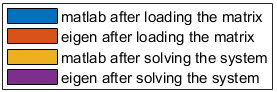 matlab after loading the matrix
eigen after loading the matrix
matlab after solving the system
eigen after solving the system